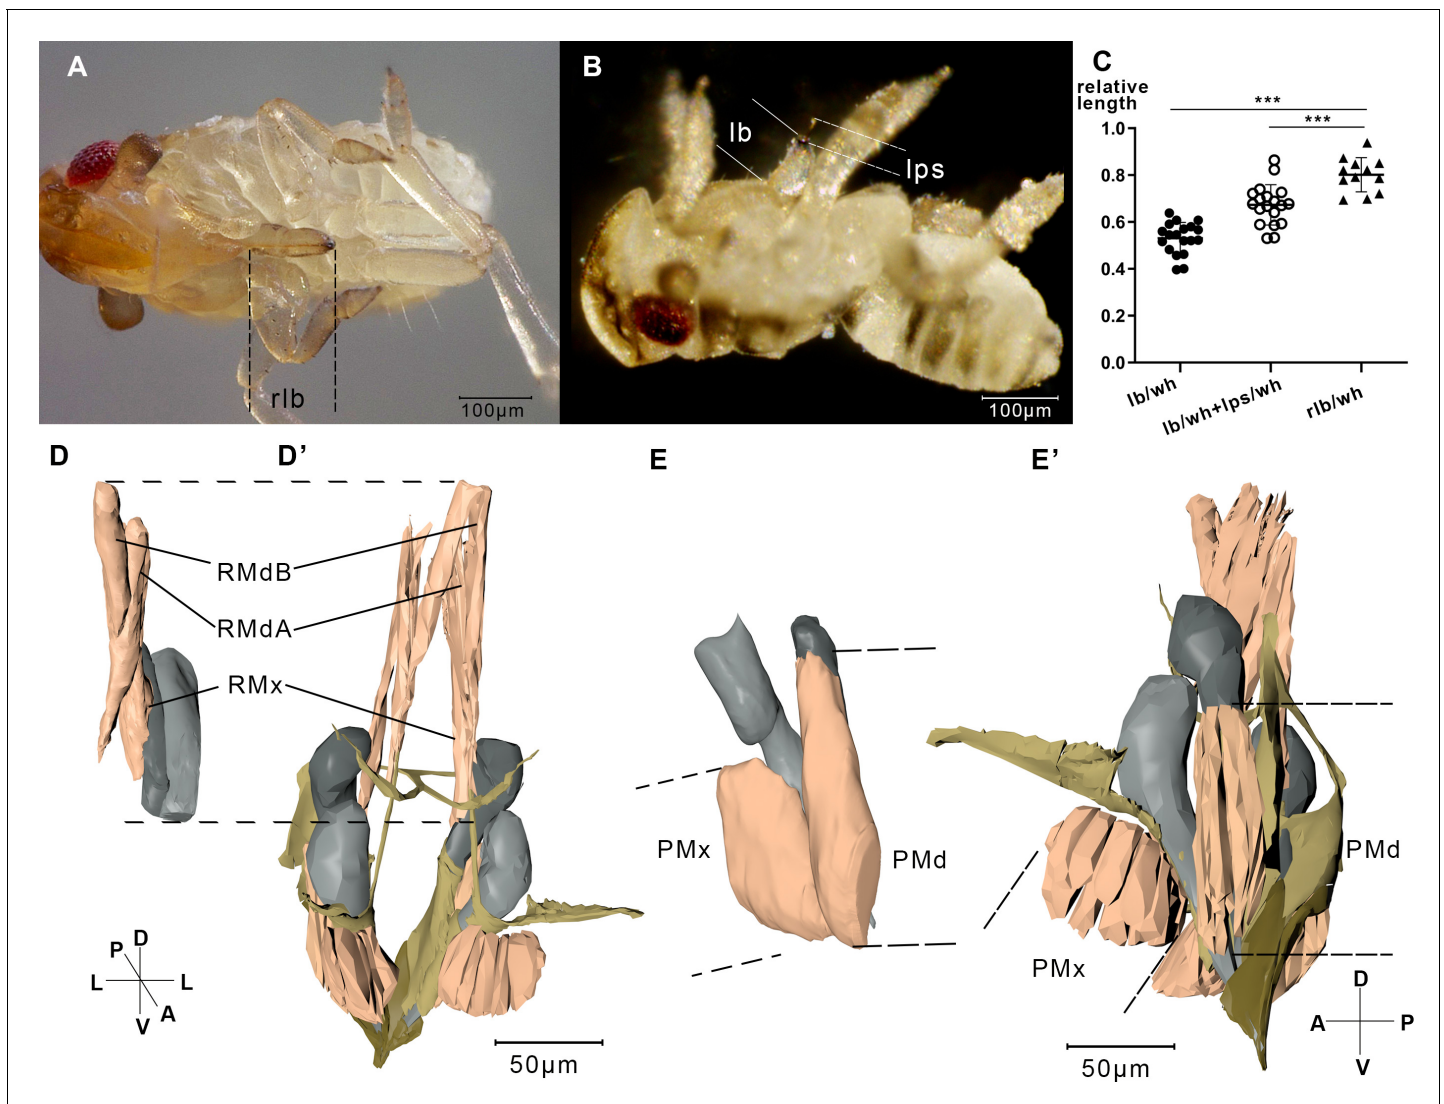 A
rlb
100µm
B
lb
lps
100µm
C
relative
length
***
***
1.0
0.8
0.6
0.4
0.2
0.0
lb/wh
lb/wh+lps/wh
rlb/wh
D
D’
RMdB
RMdA
RMx
D
P
L
L
A
V
50µm
E
PMx
PMd
E’
PMd
PMx
D
A
P
V
50µm